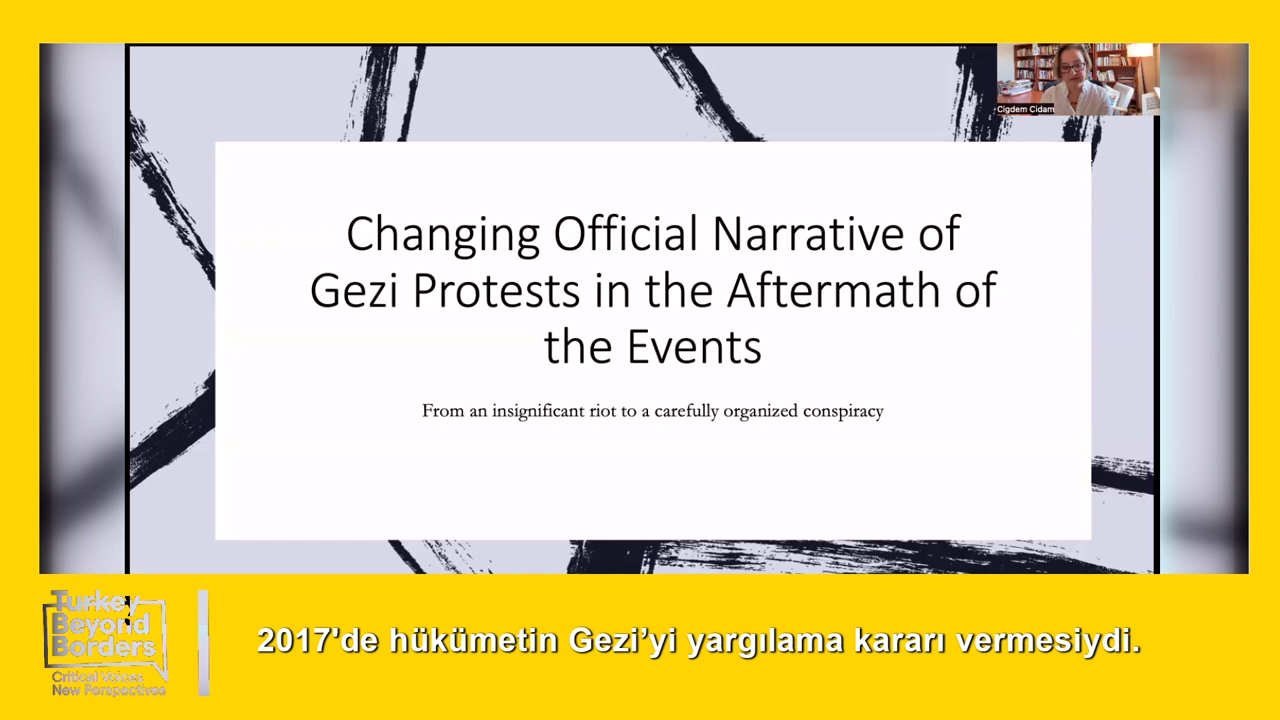 Cigdem Cidam
Changing Official Narrative of
Gezi Protests in the Aftermath of
the Events
From an insignificant riot to a carefully organized conspiracy
Turkey
Beyond
Borders
Critical Voices
New Perspectives
2017'de hükümetin Gezi’yi yargılama kararı vermesiydi.